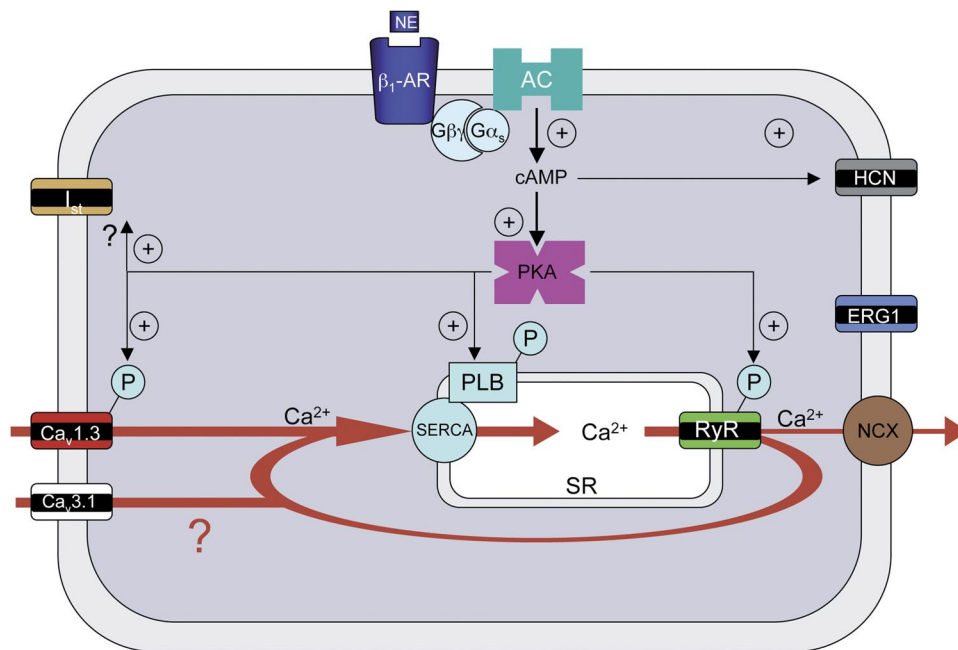 NE
β₁-AR
AC
Gβγ
Gαₛ
+
+
cAMP
HCN
Iₛₜ
?
+
+
PKA
ERG1
+
+
+
P
P
P
PLB
Caᵥ1.3
Ca²⁺
SERCA
Ca²⁺
RyR
Ca²⁺
NCX
SR
Caᵥ3.1
?